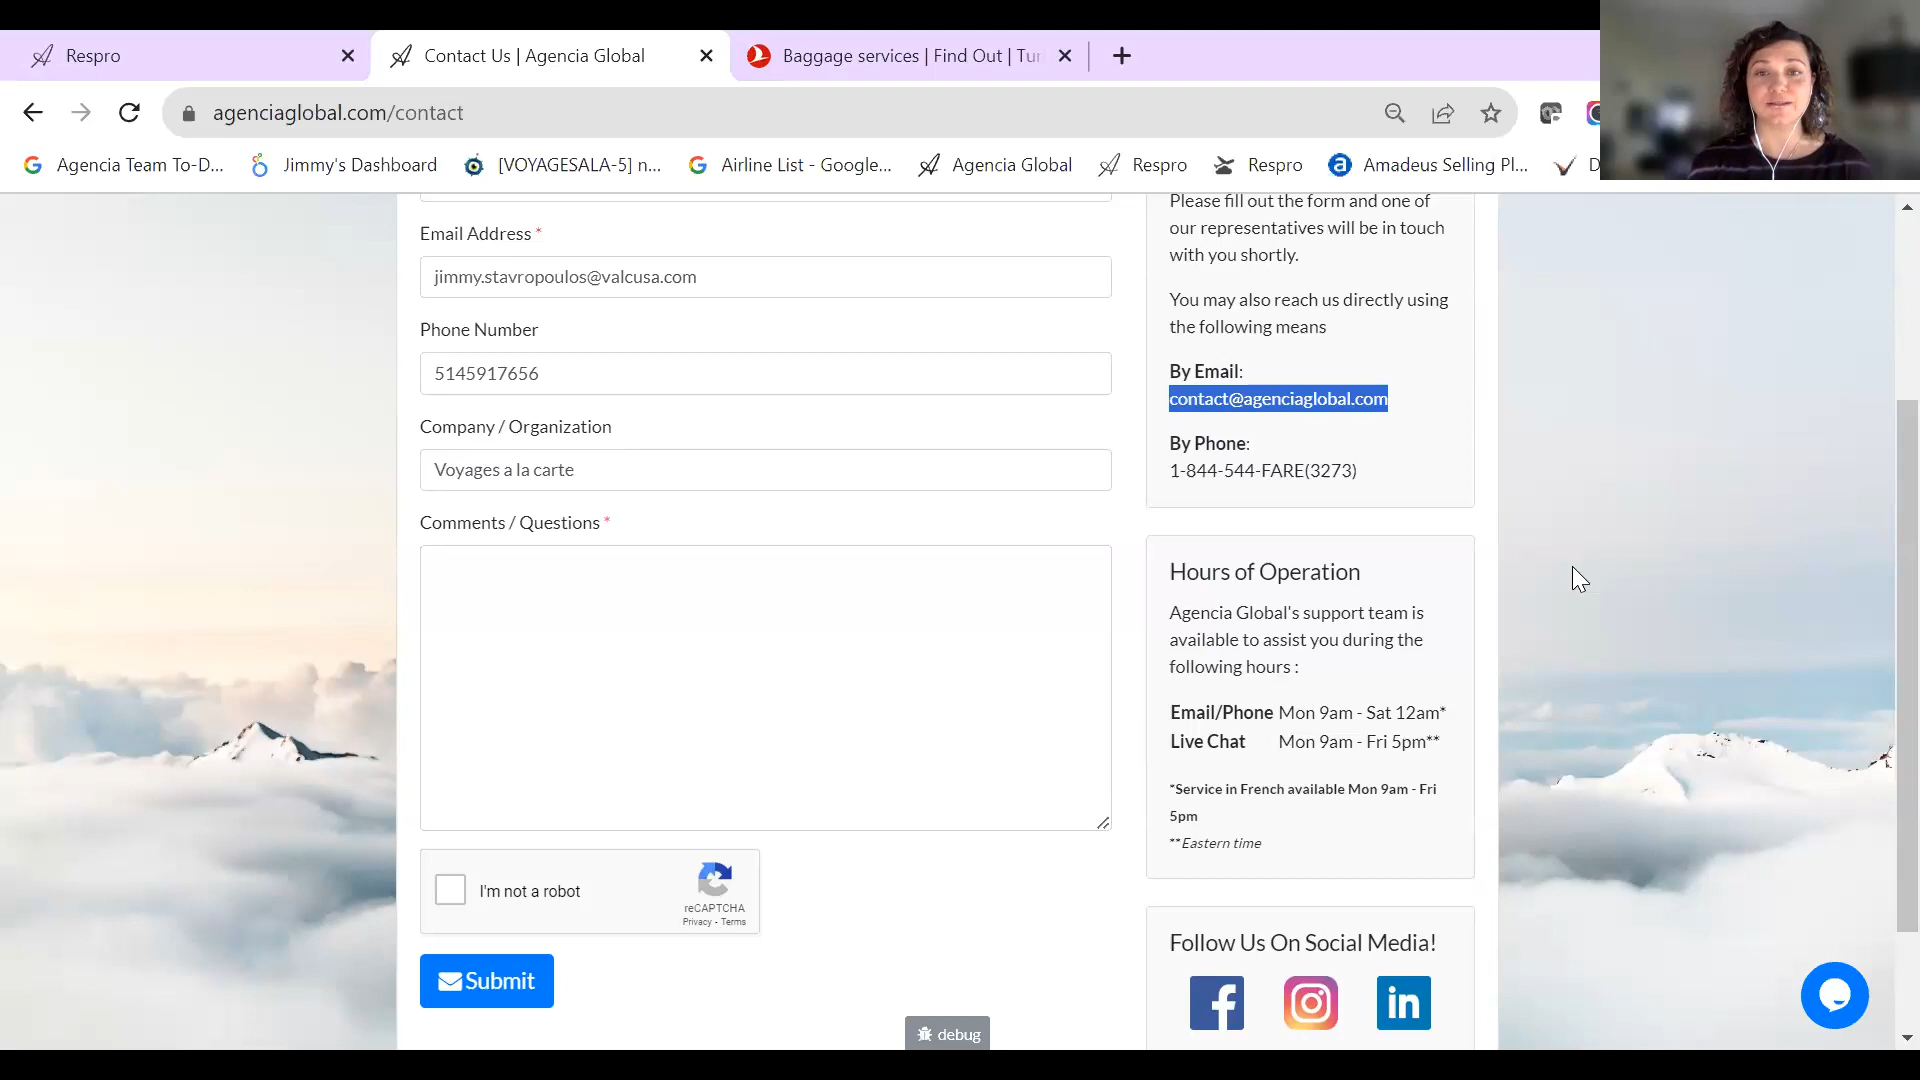 Respro
Contact Us | Agencia Global
Baggage services | Find Out | Tur
agenciaglobal.com/contact
Agencia Team To-D...
Jimmy's Dashboard
[VOYAGESALA-5] n...
Airline List - Google...
Agencia Global
Respro
Respro
Amadeus Selling Pl...
D
Email Address *
jimmy.stavropoulos@valcusa.com
Phone Number
5145917656
Company / Organization
Voyages a la carte
Comments / Questions *
I'm not a robot
reCAPTCHA
Privacy - Terms
Submit
debug
Please fill out the form and one of
our representatives will be in touch
with you shortly.
You may also reach us directly using
the following means
By Email:
contact@agenciaglobal.com
By Phone:
1-844-544-FARE(3273)
Hours of Operation
Agencia Global's support team is
available to assist you during the
following hours :
Email/Phone Mon 9am - Sat 12am*
Live Chat Mon 9am - Fri 5pm**
*Service in French available Mon 9am - Fri
5pm
**Eastern time
Follow Us On Social Media!